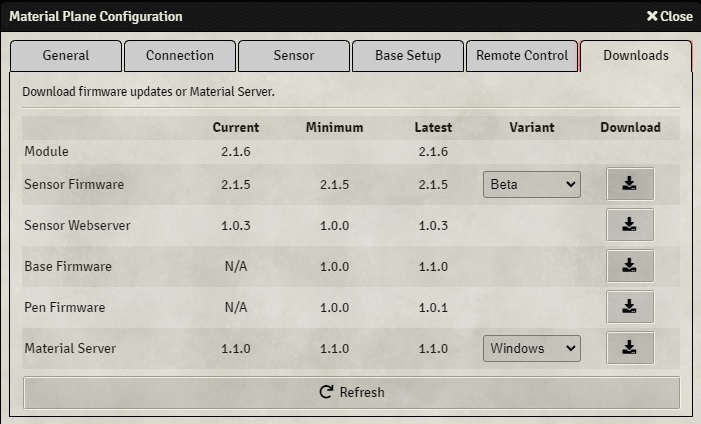 Material Plane Configuration Close
General Connection Sensor Base Setup Remote Control Downloads
Download firmware updates or Material Server.
Current Minimum Latest Variant Download
Module 2.1.6 2.1.6
Sensor Firmware 2.1.5 2.1.5 2.1.5 Beta
Sensor Webserver 1.0.3 1.0.0 1.0.3
Base Firmware N/A 1.0.0 1.1.0
Pen Firmware N/A 1.0.0 1.0.1
Material Server 1.1.0 1.1.0 1.1.0 Windows
Refresh